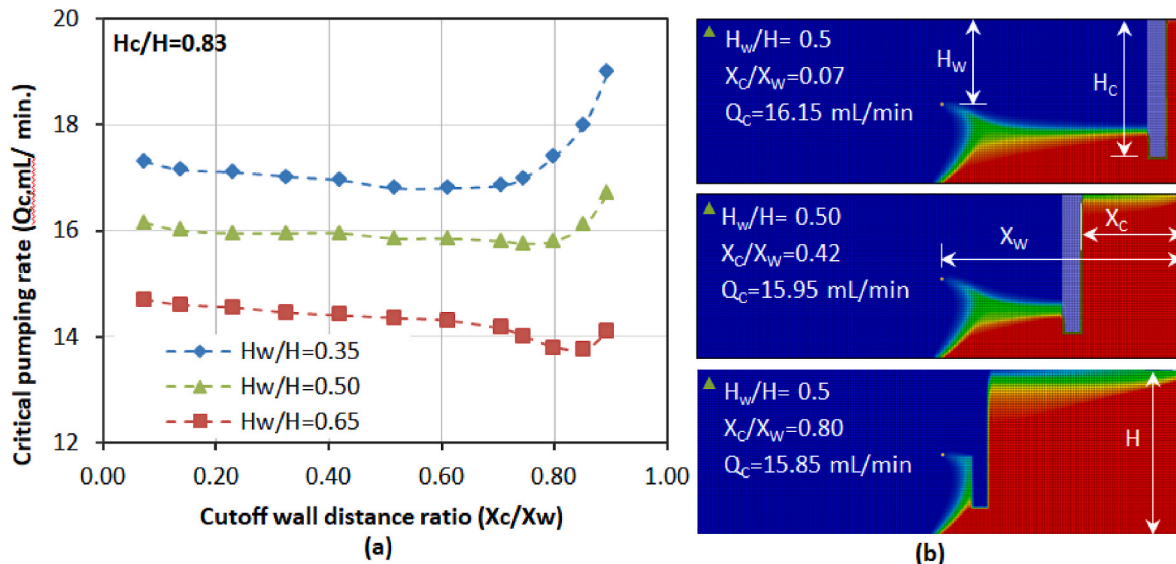 Hc/H=0.83
Critical pumping rate (Qc,mL/ min.)
20
18
16
14
12
Hw/H=0.35
Hw/H=0.50
Hw/H=0.65
0.00 0.20 0.40 0.60 0.80 1.00
Cutoff wall distance ratio (Xc/Xw)
(a)
HW/H= 0.5
XC/XW=0.07
QC=16.15 mL/min
HW
HC
HW/H= 0.50
XC/XW=0.42
QC=15.95 mL/min
XW
XC
HW/H= 0.5
XC/XW=0.80
QC=15.85 mL/min
H
(b)